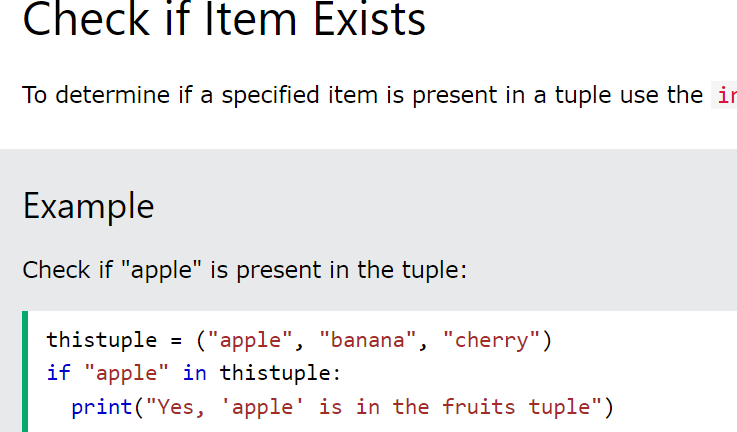 Check if Item Exists
To determine if a specified item is present in a tuple use the
Example
Check if "apple" is present in the tuple:
thistuple = ("apple", "banana", "cherry")
if "apple" in thistuple:
  print("Yes, 'apple' is in the fruits tuple")